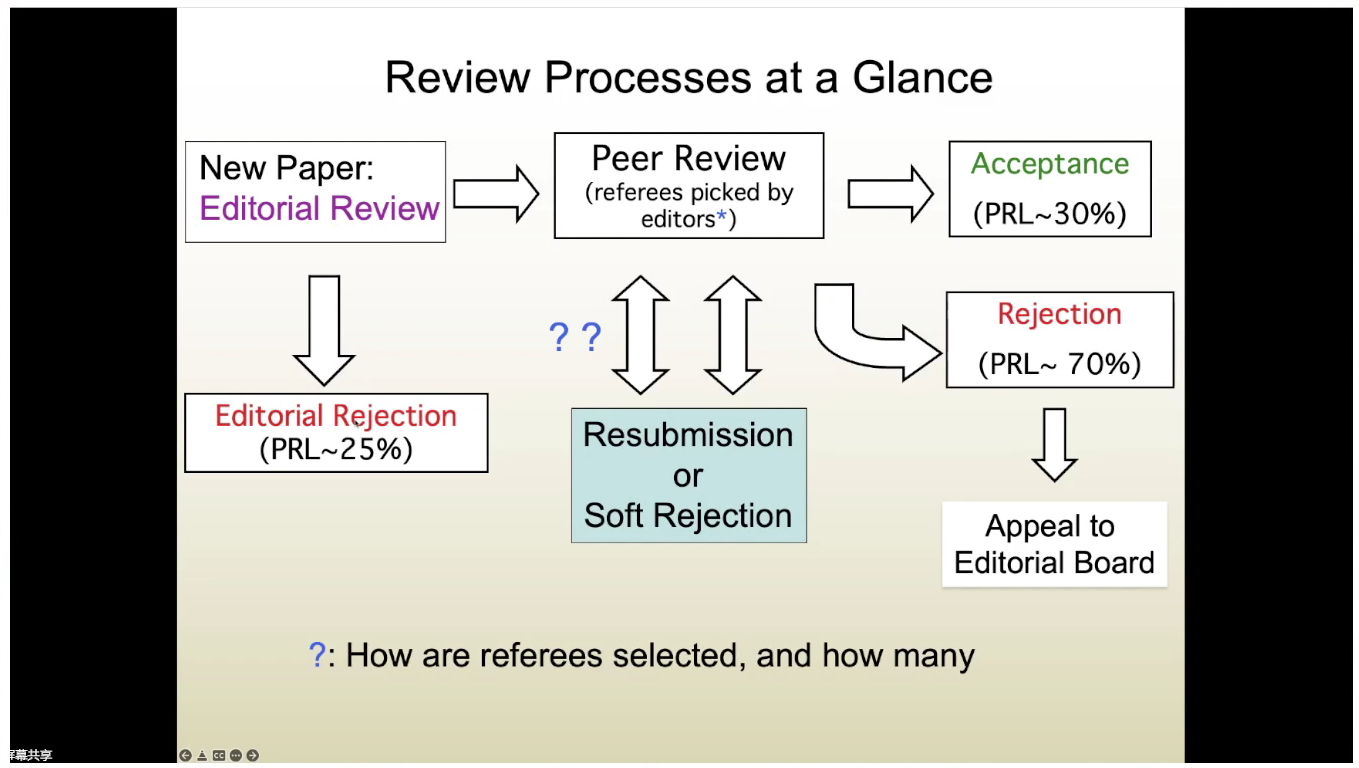 Review Processes at a Glance
New Paper:
Editorial Review
Peer Review
(referees picked by
editors*)
Acceptance
(PRL~30%)
? ?
Rejection
(PRL~ 70%)
Editorial Rejection
(PRL~25%)
Resubmission
or
Soft Rejection
Appeal to
Editorial Board
?: How are referees selected, and how many
幕共享